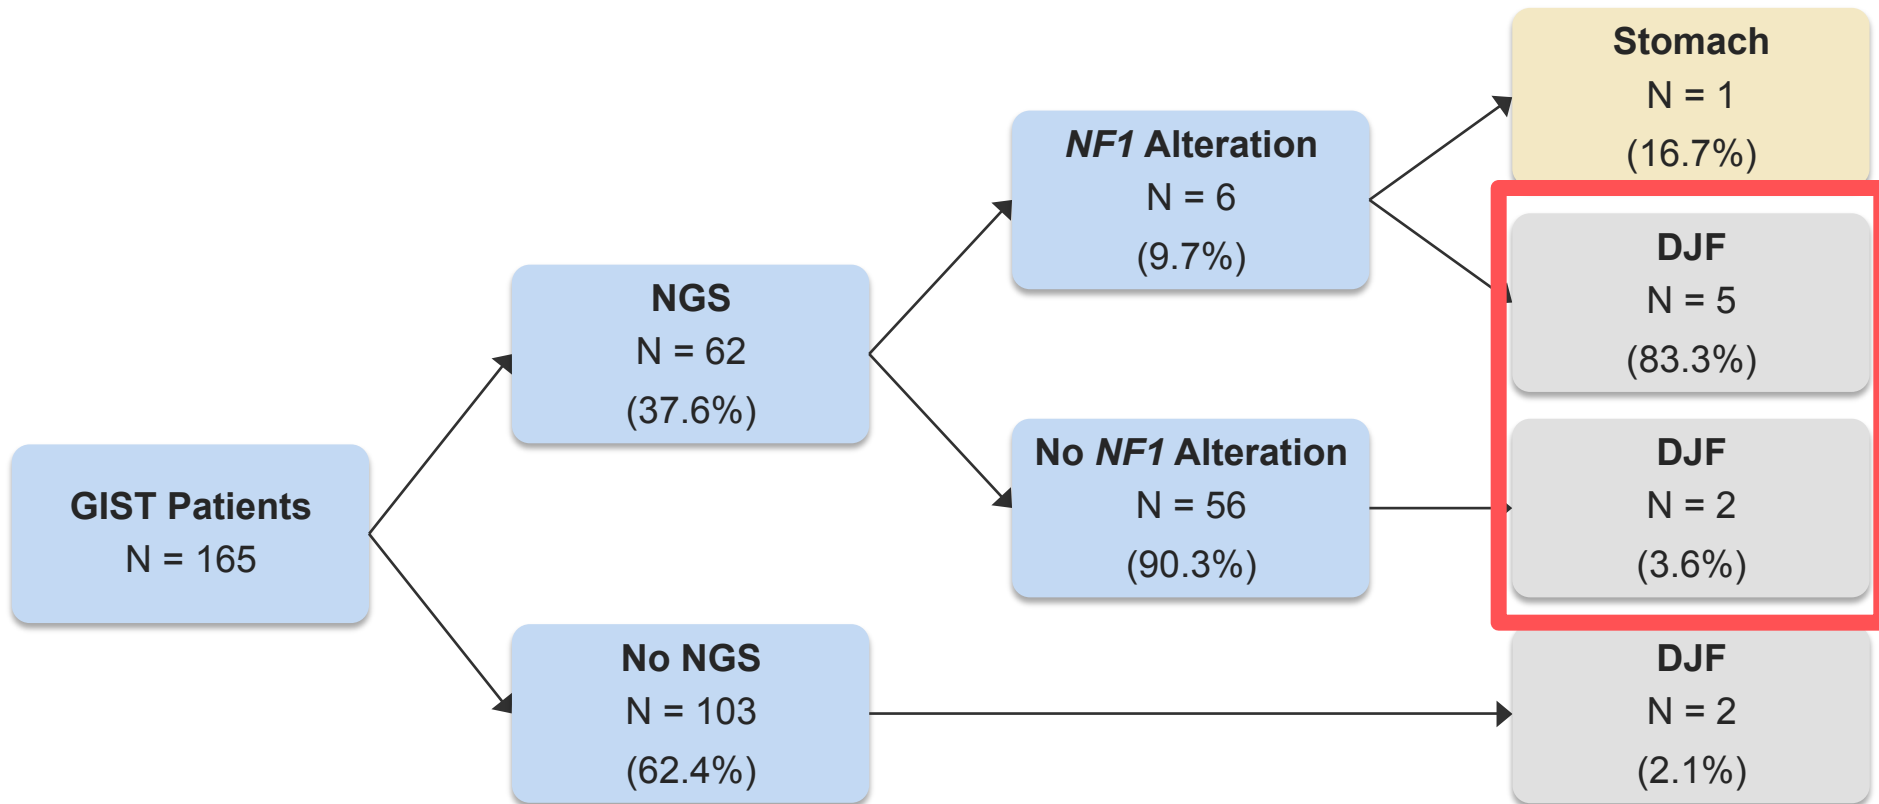 GIST Patients
N = 165
NGS
N = 62
(37.6%)
No NGS
N = 103
(62.4%)
NF1 Alteration
N = 6
(9.7%)
No NF1 Alteration
N = 56
(90.3%)
Stomach
N = 1
(16.7%)
DJF
N = 5
(83.3%)
DJF
N = 2
(3.6%)
DJF
N = 2
(2.1%)